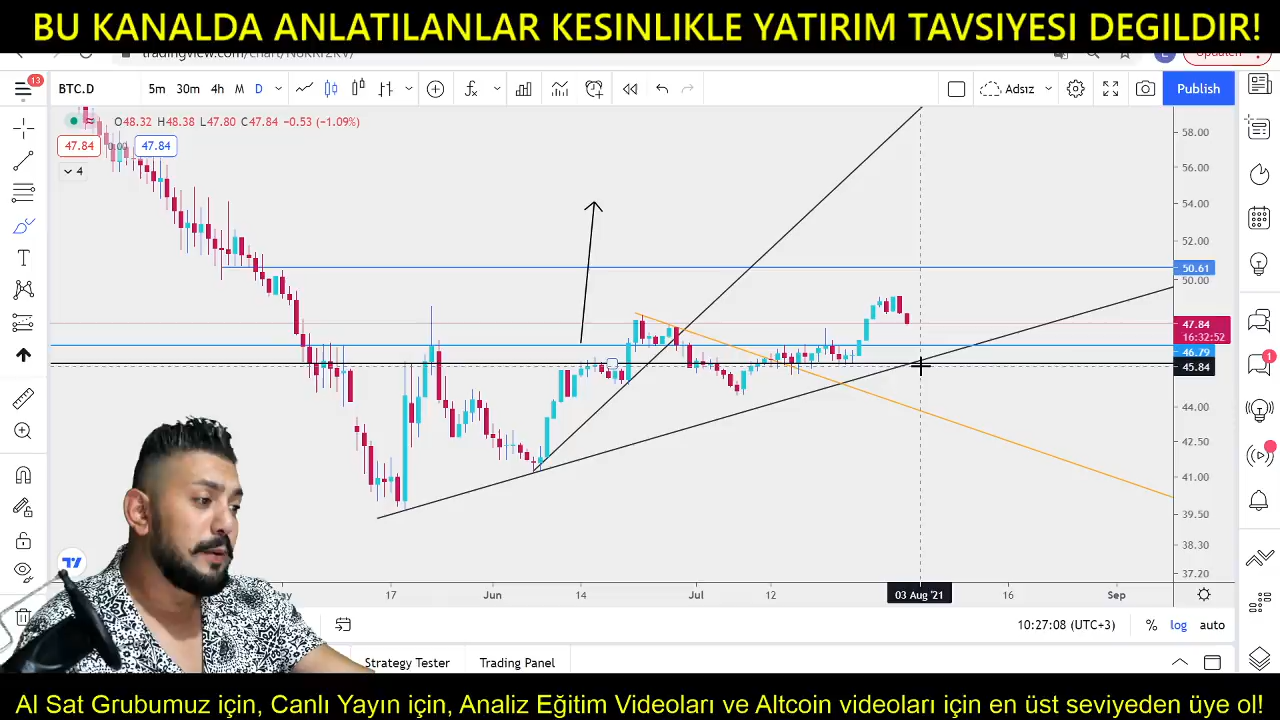 BU KANALDA ANLATILANLAR KESINLIKLE YATIRIM TAVSIYESI DEGILDIR!
13
BTC.D 5m 30m 4h M D
Adsız
Publish
O48.32 H48.38 L47.80 C47.84 −0.53 (−1.09%)
47.84 0.00 47.84
4
58.00
56.00
54.00
52.00
50.61
50.00
47.84
16:32:52
46.79
45.84
44.00
42.50
41.00
39.50
38.30
37.20
1
17 Jun 14 Jul 12 03 Aug '21 16 Sep
10:27:08 (UTC+3) % log auto
Strategy Tester Trading Panel
Al Sat Grubumuz için, Canlı Yayın için, Analiz Eğitim Videoları ve Altcoin videoları için en üst seviyeden üye ol!